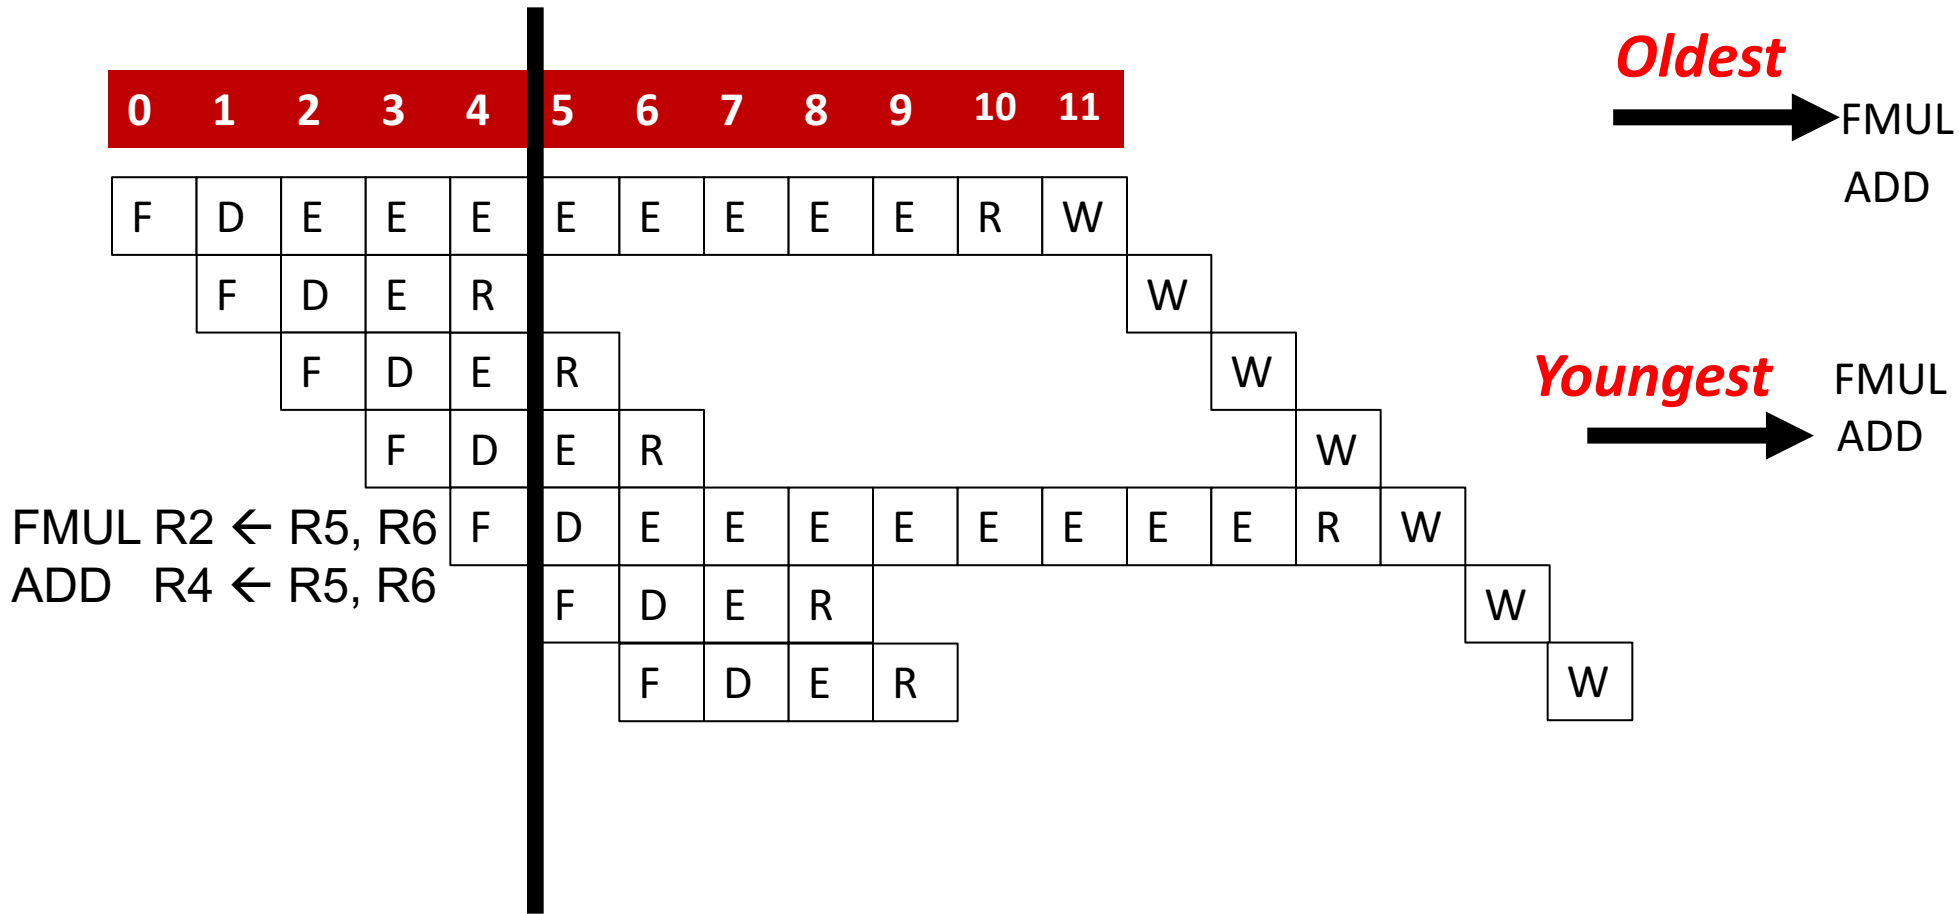 Oldest
0 1 2 3 4 5 6 7 8 9 10 11
FMUL
ADD
F D E E E E E E E E R W
F D E R W
F D E R W
Youngest
FMUL
F D E R W
ADD
FMUL R2 ← R5, R6 F D E E E E E E E E R W
ADD R4 ← R5, R6 F D E R W
F D E R W